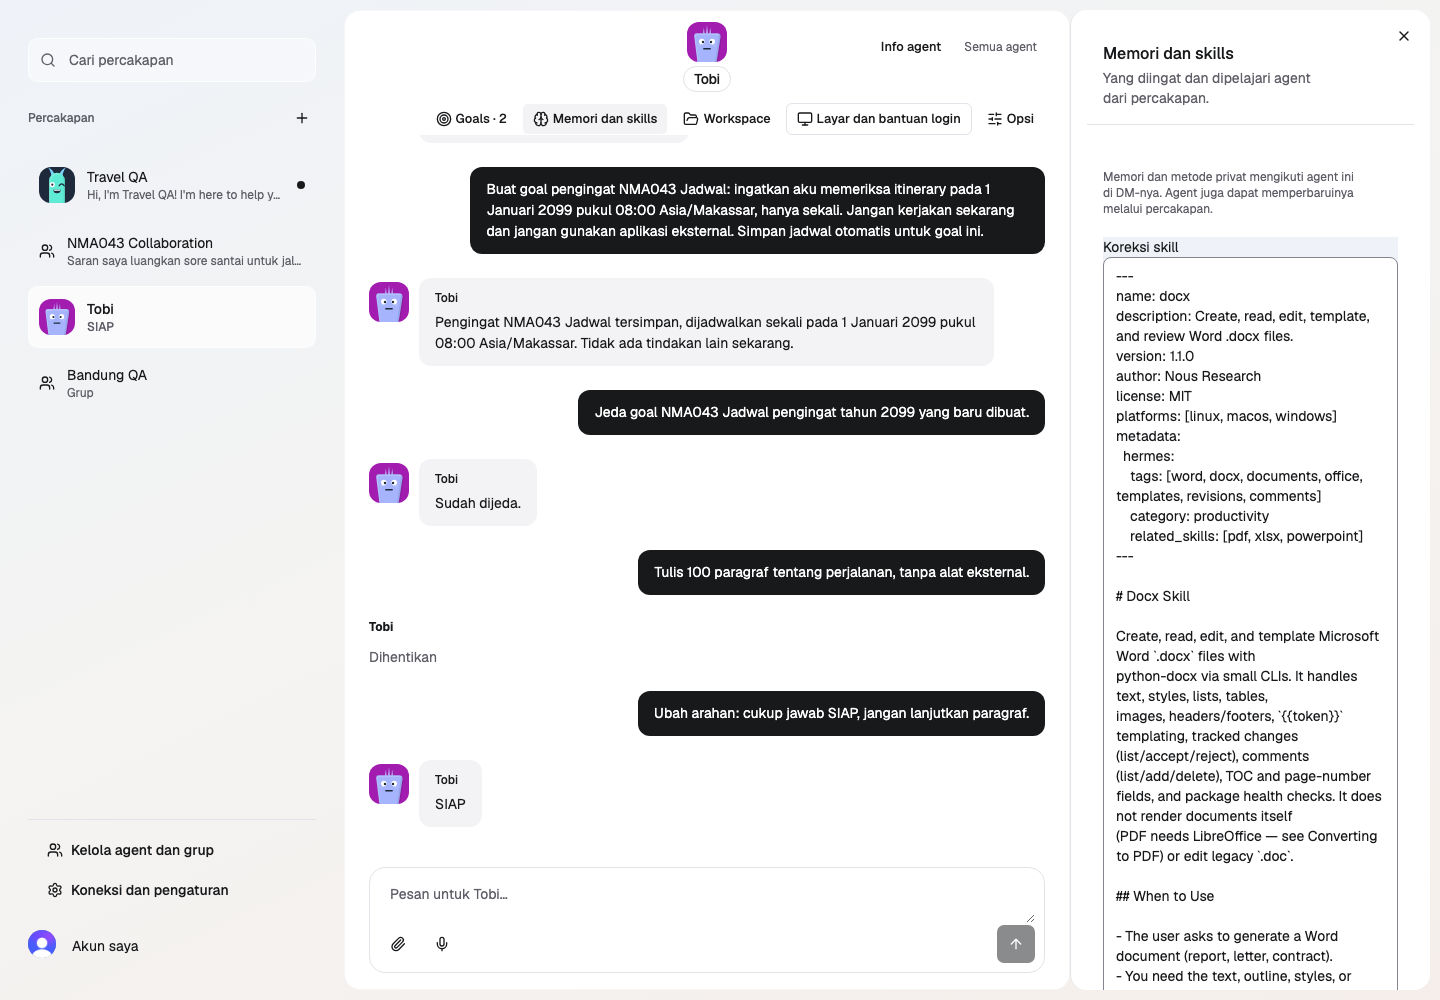 Cari percakapan
Percakapan
Travel QA
Hi, I'm Travel QA! I'm here to help y...
NMA043 Collaboration
Saran saya luangkan sore santai untuk jal...
Tobi
SIAP
Bandung QA
Grup
Kelola agent dan grup
Koneksi dan pengaturan
Akun saya
Tobi
Info agent
Semua agent
Goals · 2
Memori dan skills
Workspace
Layar dan bantuan login
Opsi
Buat goal pengingat NMA043 Jadwal: ingatkan aku memeriksa itinerary pada 1
Januari 2099 pukul 08:00 Asia/Makassar, hanya sekali. Jangan kerjakan sekarang
dan jangan gunakan aplikasi eksternal. Simpan jadwal otomatis untuk goal ini.
Tobi
Pengingat NMA043 Jadwal tersimpan, dijadwalkan sekali pada 1 Januari 2099 pukul
08:00 Asia/Makassar. Tidak ada tindakan lain sekarang.
Jeda goal NMA043 Jadwal pengingat tahun 2099 yang baru dibuat.
Tobi
Sudah dijeda.
Tulis 100 paragraf tentang perjalanan, tanpa alat eksternal.
Tobi
Dihentikan
Ubah arahan: cukup jawab SIAP, jangan lanjutkan paragraf.
Tobi
SIAP
Pesan untuk Tobi...
Memori dan skills
Yang diingat dan dipelajari agent
dari percakapan.
Memori dan metode privat mengikuti agent ini
di DM-nya. Agent juga dapat memperbaruinya
melalui percakapan.
Koreksi skill
---
name: docx
description: Create, read, edit, template,
and review Word .docx files.
version: 1.1.0
author: Nous Research
license: MIT
platforms: [linux, macos, windows]
metadata:
  hermes:
    tags: [word, docx, documents, office,
templates, revisions, comments]
    category: productivity
    related_skills: [pdf, xlsx, powerpoint]
---
# Docx Skill
Create, read, edit, and template Microsoft
Word `.docx` files with
python-docx via small CLIs. It handles
text, styles, lists, tables,
images, headers/footers, `{{token}}`
templating, tracked changes
(list/accept/reject), comments
(list/add/delete), TOC and page-number
fields, and package health checks. It does
not render documents itself
(PDF needs LibreOffice — see Converting
to PDF) or edit legacy `.doc`.
## When to Use
- The user asks to generate a Word
document (report, letter, contract).
- You need the text, outline, styles, or